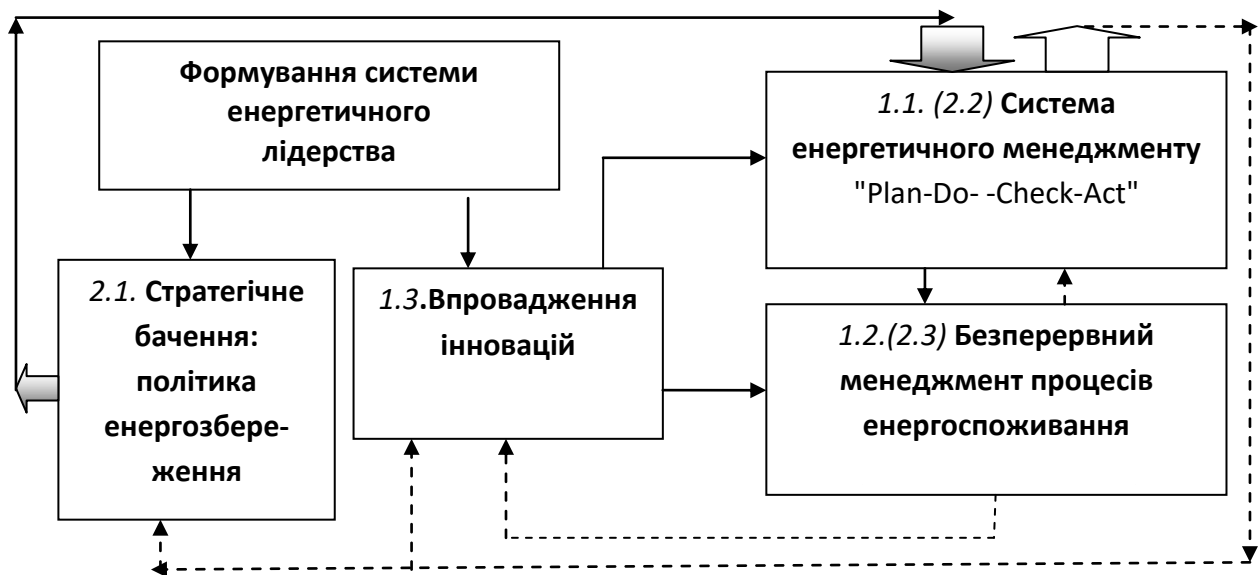 Формування системи
енергетичного
лідерства
1.1. (2.2) Система
енергетичного менеджменту
"Plan-Do- -Check-Act"
2.1. Стратегічне
бачення:
політика
енергозбере-
ження
1.3.Впровадження
інновацій
1.2.(2.3) Безперервний
менеджмент процесів
енергоспоживання